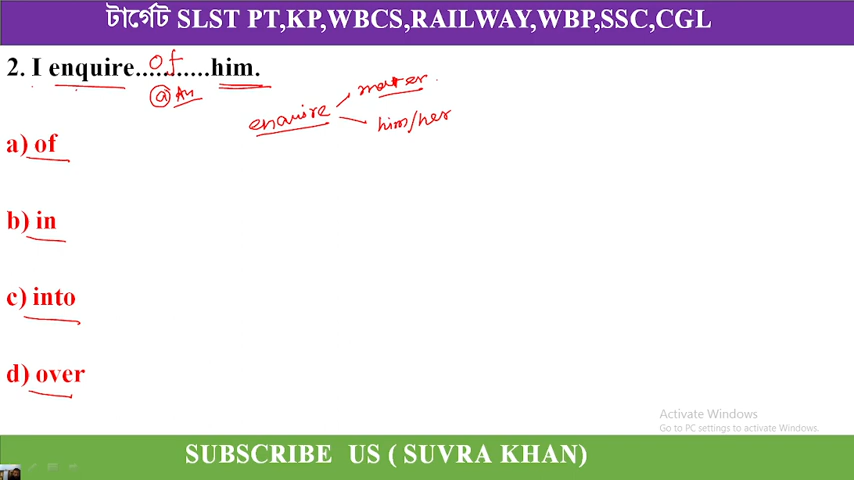 টার্গেট SLST PT,KP,WBCS,RAILWAY,WBP,SSC,CGL
2. I enquire...........him.
of
ⓐ An
enquire
matter
him/her
a) of
b) in
c) into
d) over
Activate Windows
Go to PC settings to activate Windows.
SUBSCRIBE US ( SUVRA KHAN)